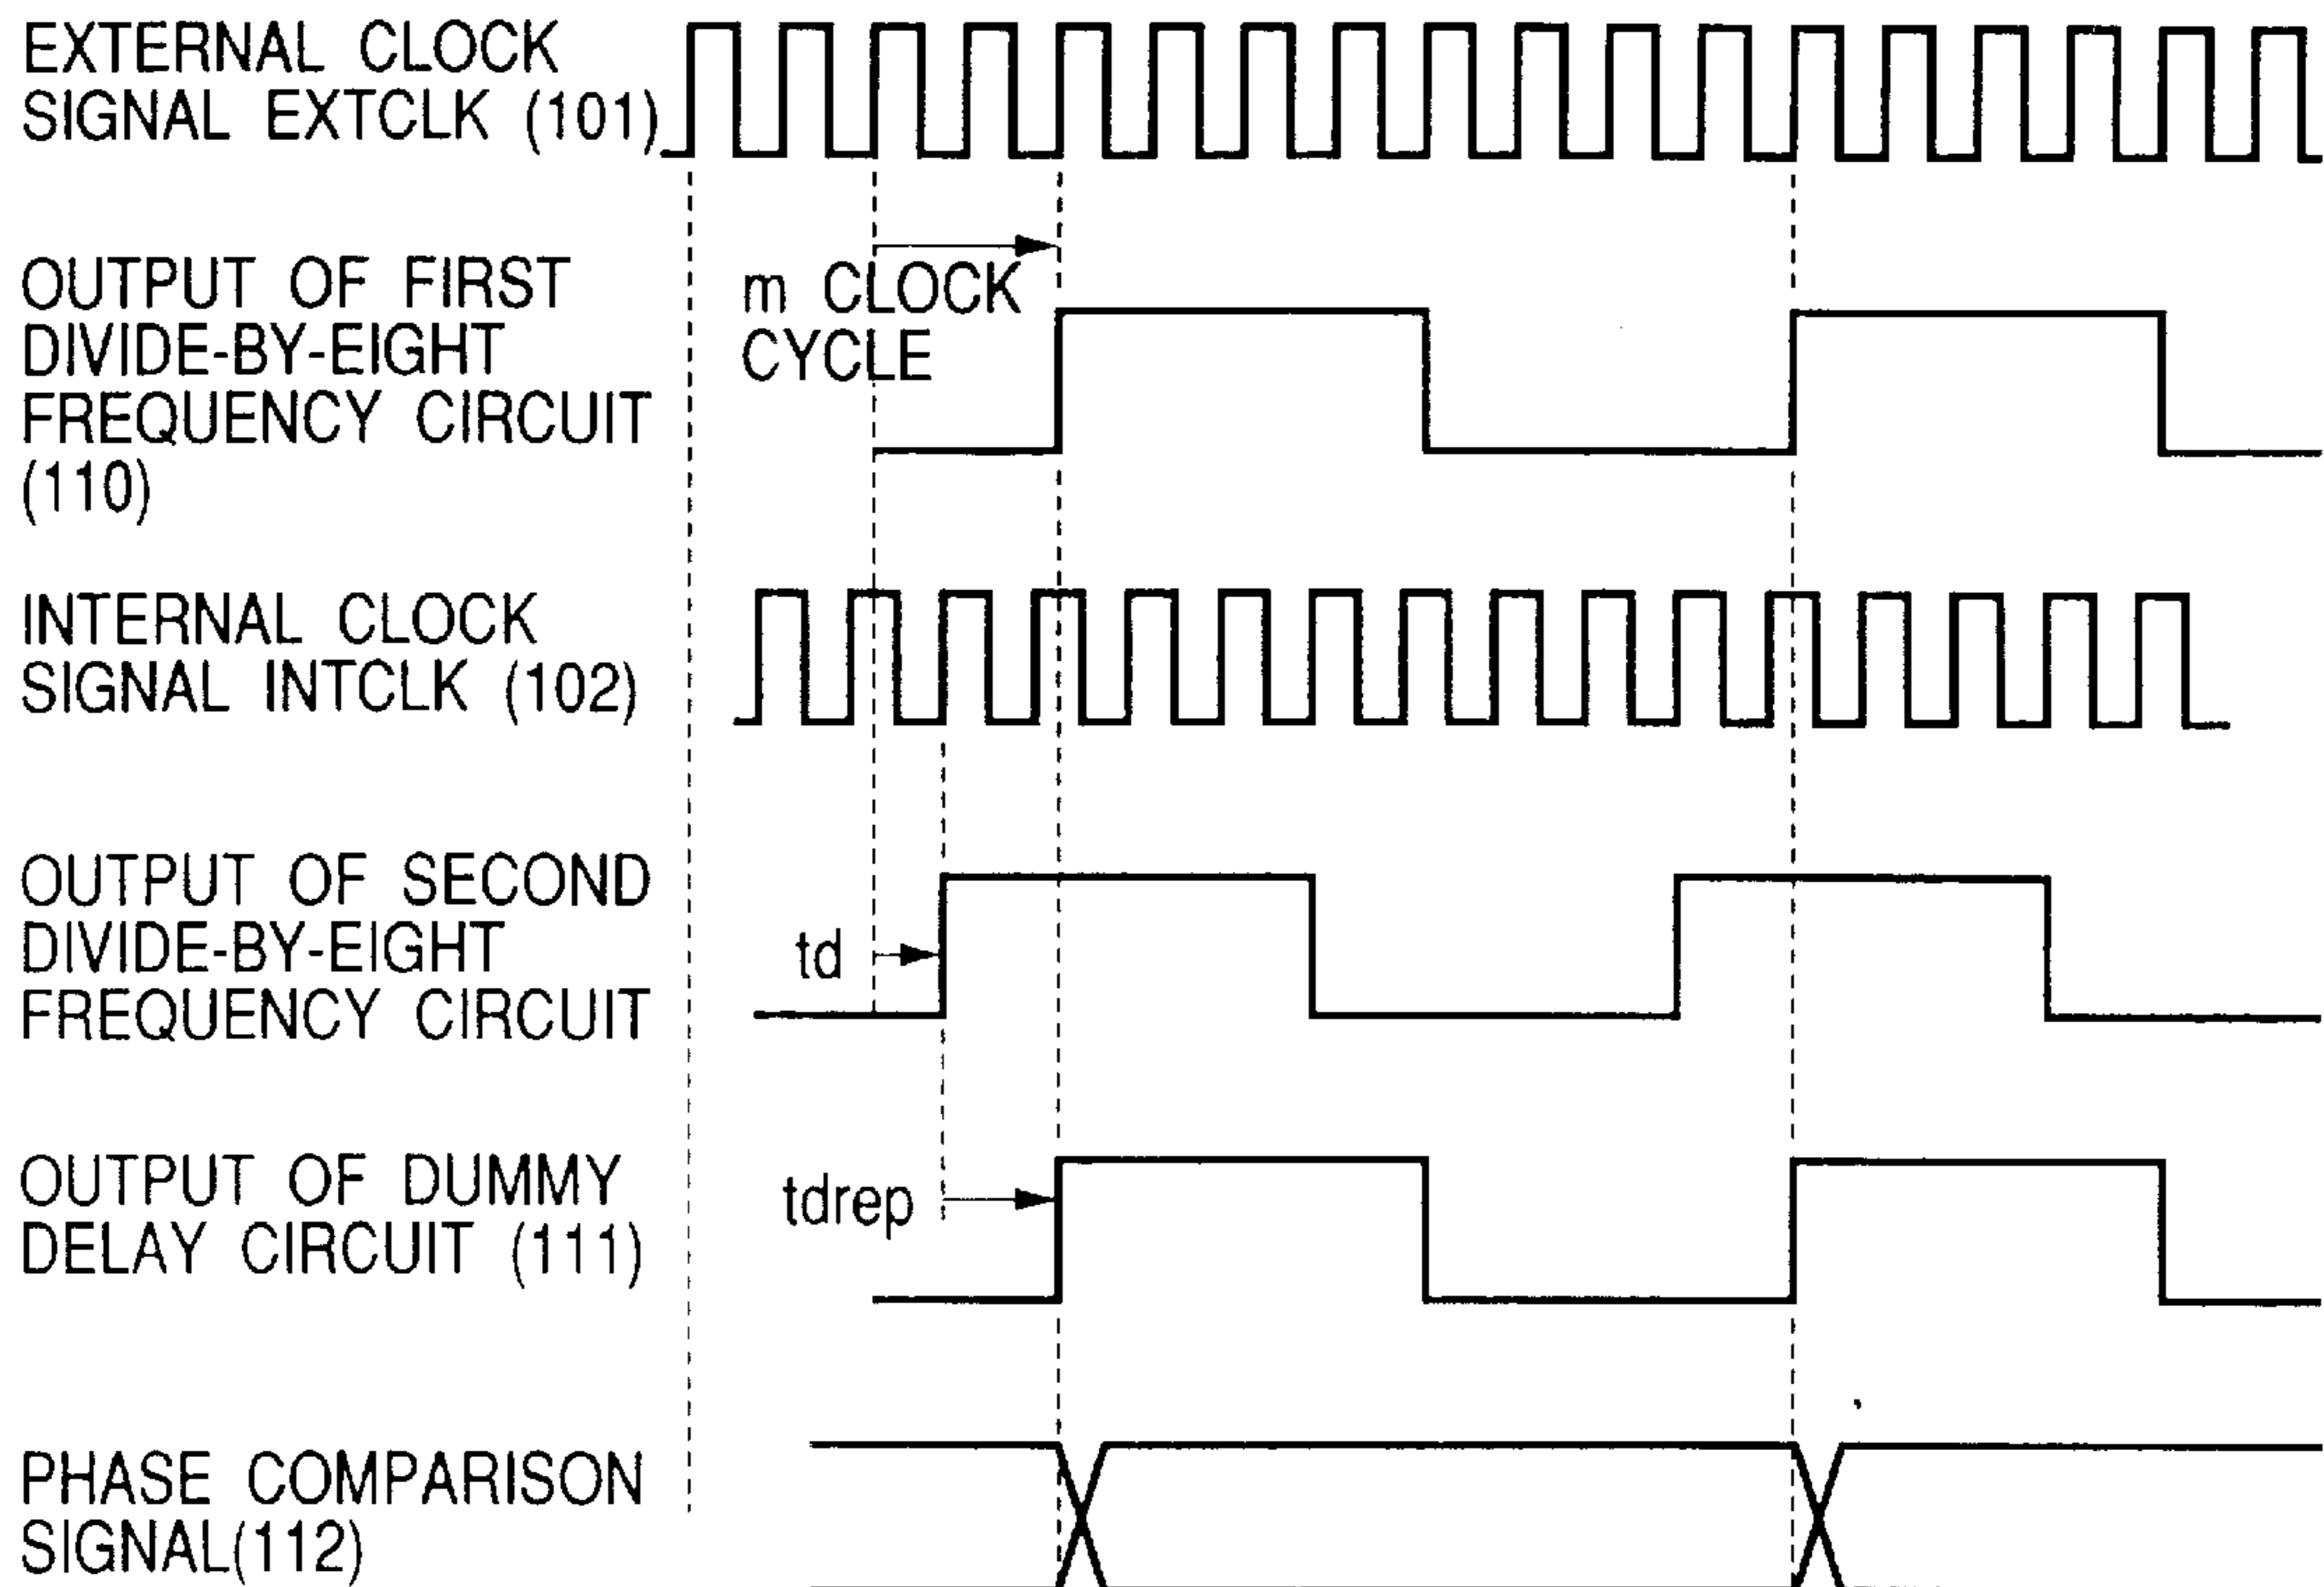 EXTERNAL CLOCK
SIGNAL EXTCLK (101)
OUTPUT OF FIRST
DIVIDE-BY-EIGHT
FREQUENCY CIRCUIT
(110)
m CLOCK
CYCLE
INTERNAL CLOCK
SIGNAL INTCLK (102)
OUTPUT OF SECOND
DIVIDE-BY-EIGHT
FREQUENCY CIRCUIT
td
OUTPUT OF DUMMY
DELAY CIRCUIT (111)
tdrep
PHASE COMPARISON
SIGNAL(112)